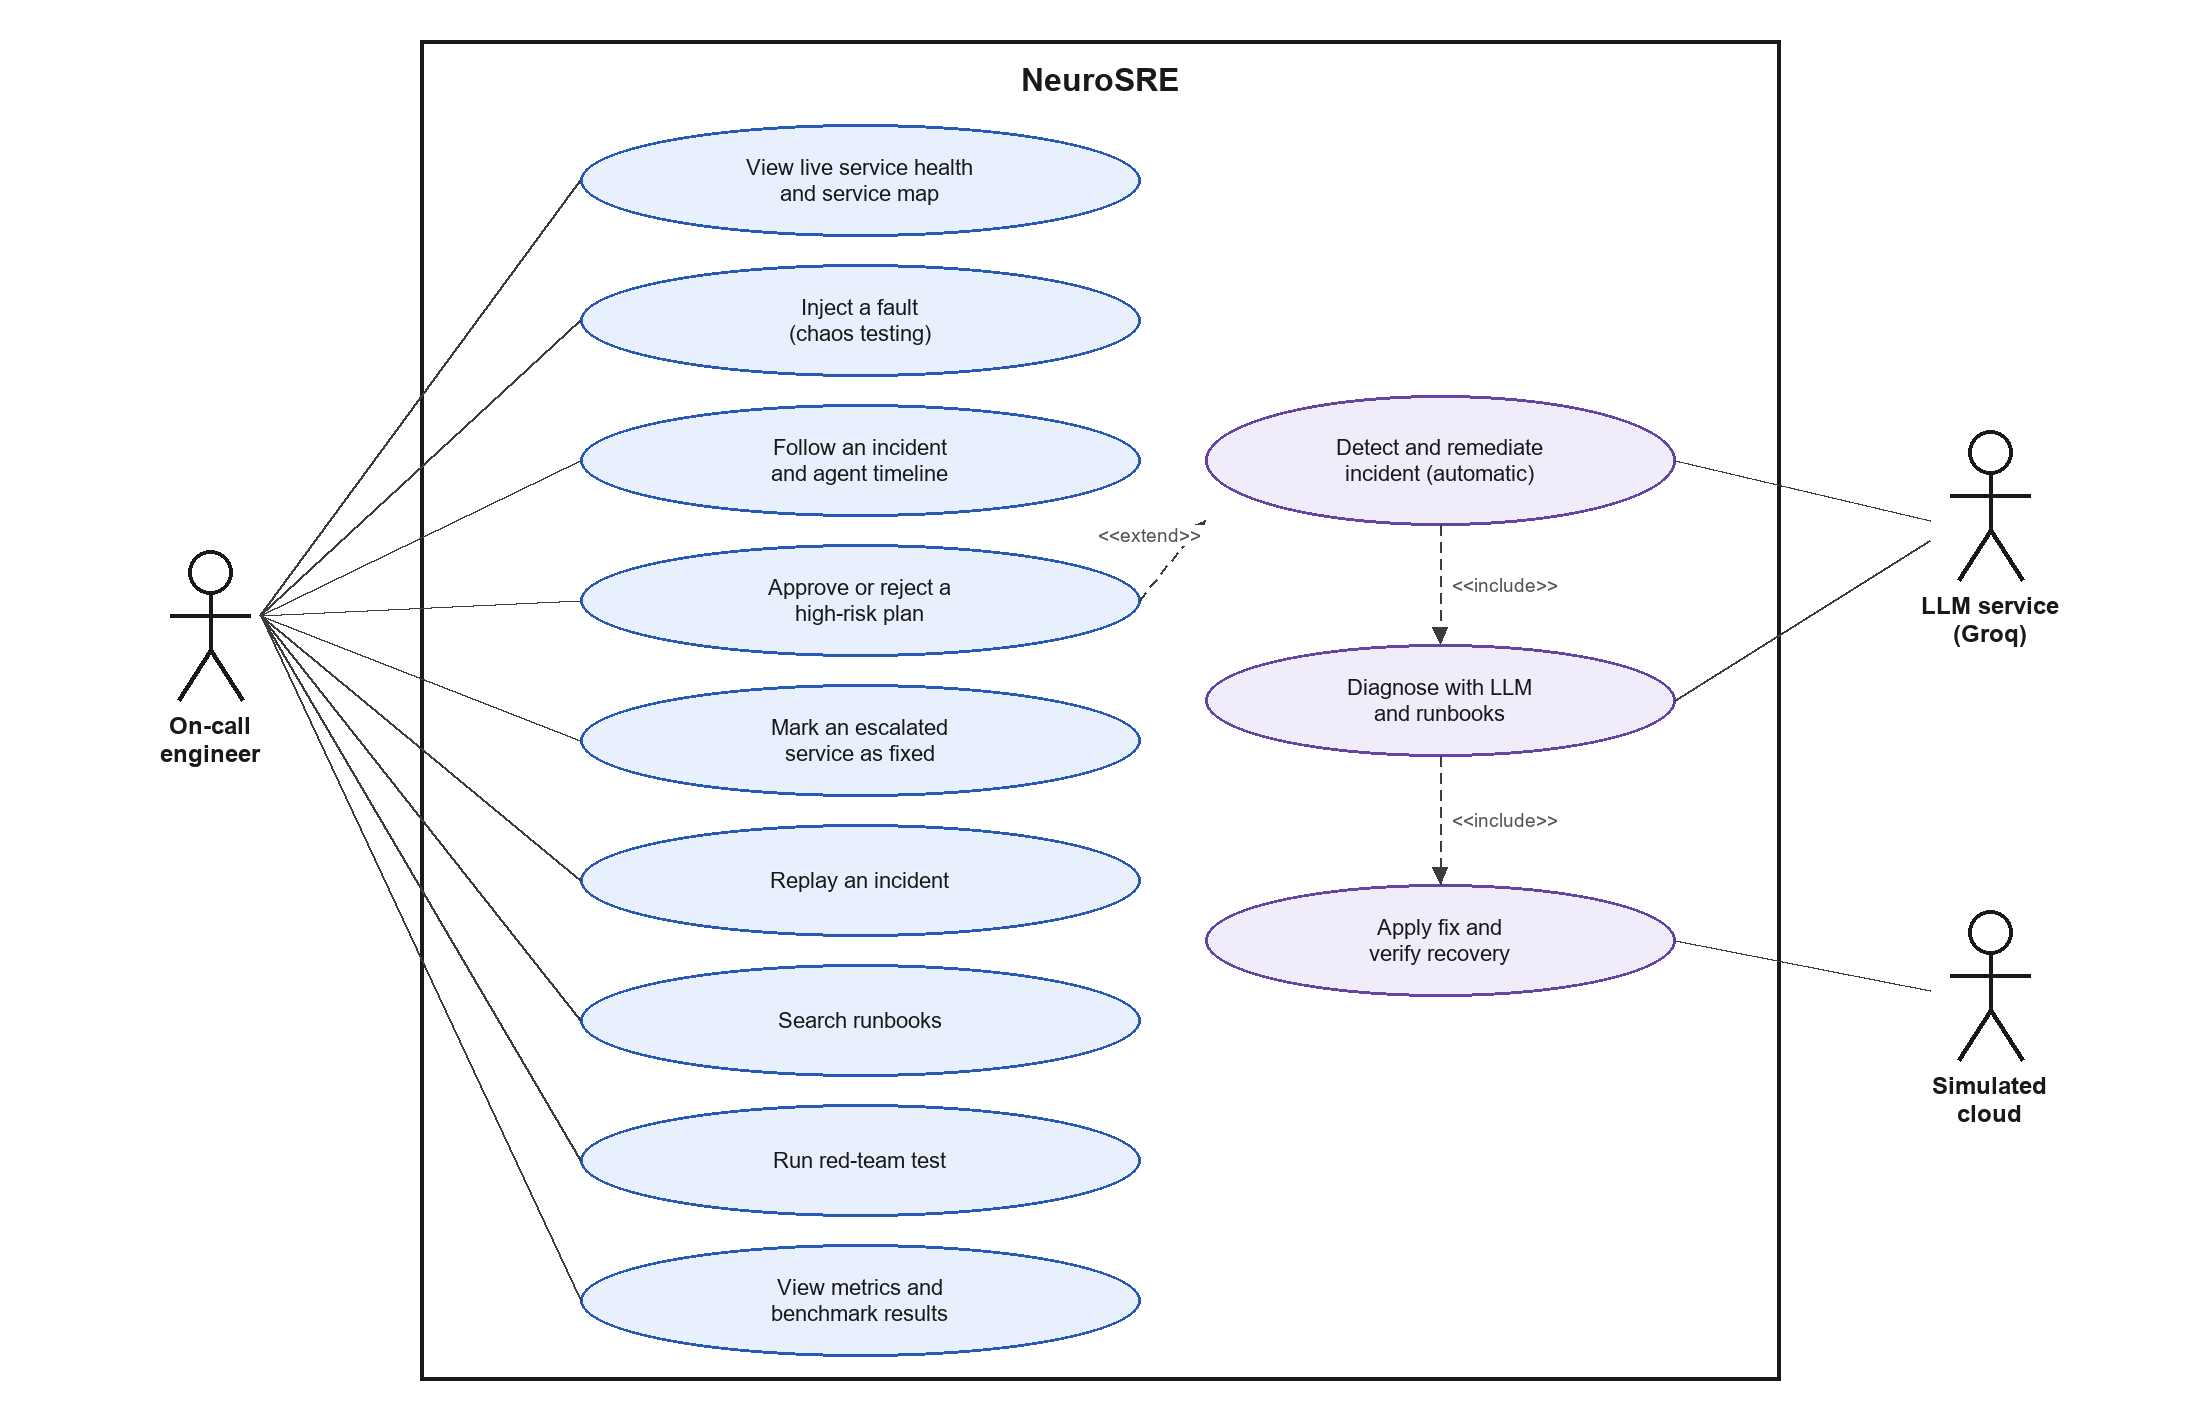 NeuroSRE
View live service health
and service map
Inject a fault
(chaos testing)
Follow an incident
and agent timeline
Detect and remediate
incident (automatic)
<<extend>>
Approve or reject a
high-risk plan
<<include>>
LLM service
(Groq)
On-call
engineer
Mark an escalated
service as fixed
Diagnose with LLM
and runbooks
<<include>>
Replay an incident
Apply fix and
verify recovery
Search runbooks
Simulated
cloud
Run red-team test
View metrics and
benchmark results